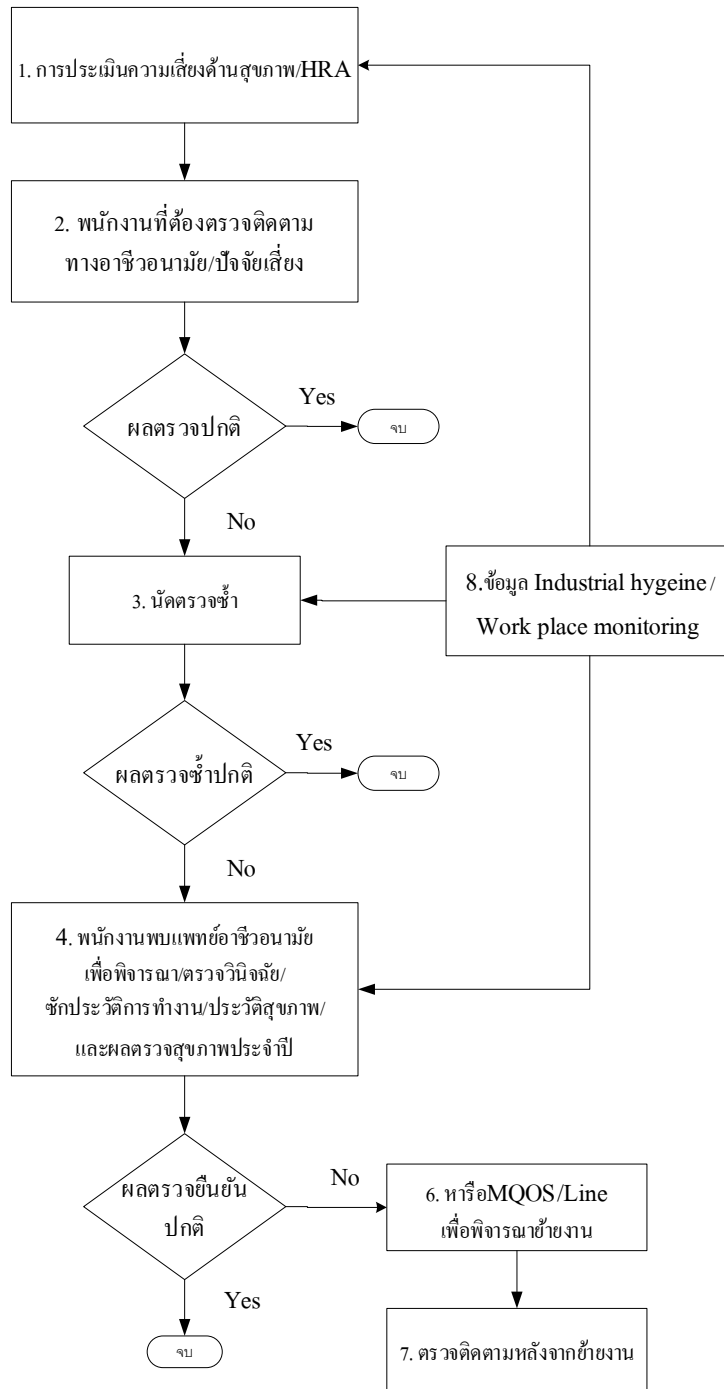 1. การประเมินความเสี่ยงด้านสุขภาพ/HRA
2. พนักงานที่ต้องตรวจติดตาม
ทางอาชีวอนามัย/ปัจจัยเสี่ยง
Yes
ผลตรวจปกติ
จบ
No
3. นัดตรวจซ้ำ
8.ข้อมูล Industrial hygeine/
Work place monitoring
Yes
ผลตรวจซ้ำปกติ
จบ
No
4. พนักงานพบแพทย์อาชีวอนามัย
เพื่อพิจารณา/ตรวจวินิจฉัย/
ซักประวัติการทำงาน/ประวัติสุขภาพ/
และผลตรวจสุขภาพประจำปี
ผลตรวจยืนยัน
ปกติ
No
6. หารือMQOS/Line
เพื่อพิจารณาย้ายงาน
Yes
จบ
7. ตรวจติดตามหลังจากย้ายงาน